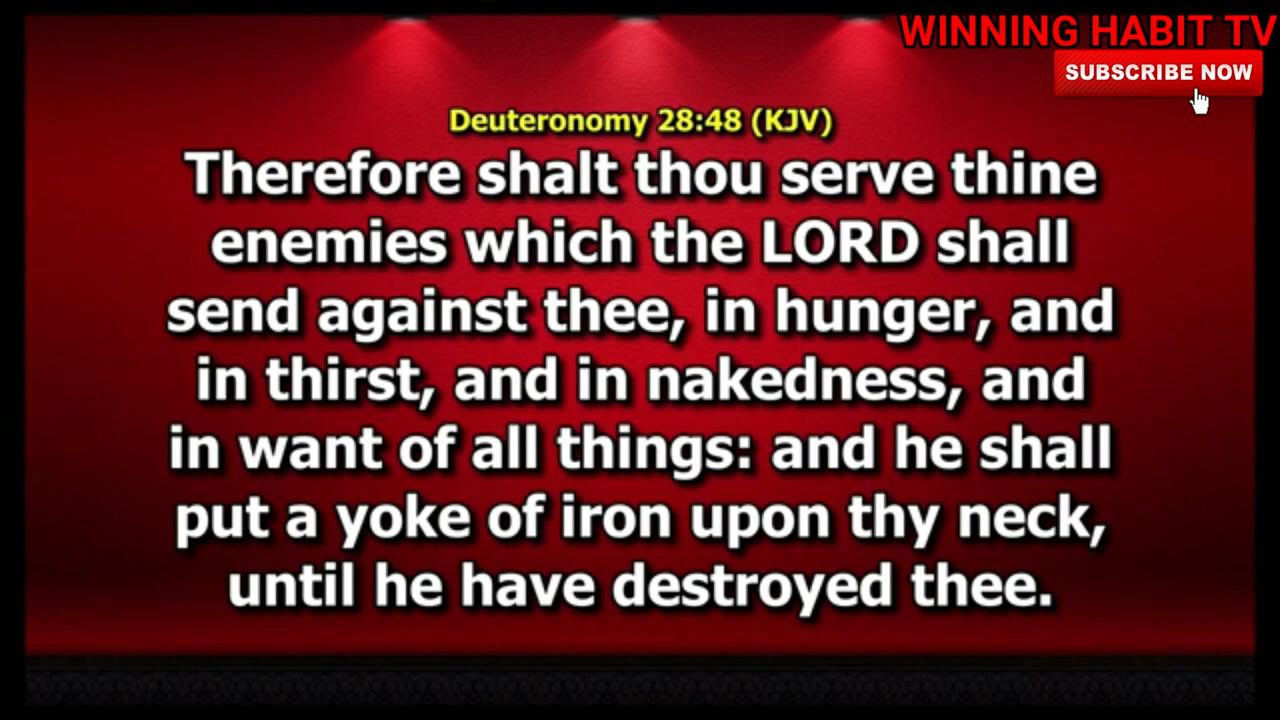 WINNING HABIT TV
SUBSCRIBE NOW
Deuteronomy 28:48 (KJV)
Therefore shalt thou serve thine
enemies which the LORD shall
send against thee, in hunger, and
in thirst, and in nakedness, and
in want of all things: and he shall
put a yoke of iron upon thy neck,
until he have destroyed thee.